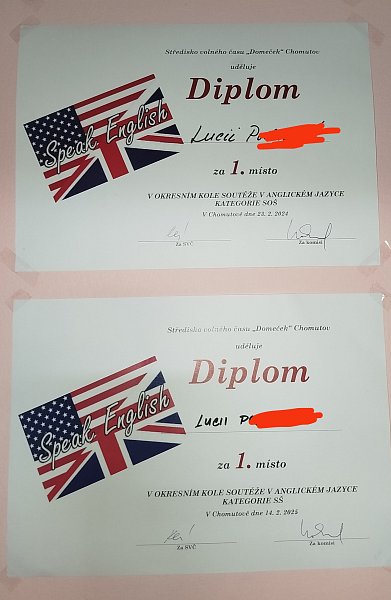 Středisko volného času „Domeček" Chomutov
uděluje
Diplom
Speak English
Lucii
za 1. místo
V OKRESNÍM KOLE SOUTĚŽE V ANGLICKÉM JAZYCE
KATEGORIE SOŠ
V Chomutově dne 23. 2. 2024
Za SVČ
Za komisi
Středisko volného času „Domeček" Chomutov
uděluje
Diplom
Speak English
Lucii
za 1. místo
V OKRESNÍM KOLE SOUTĚŽE V ANGLICKÉM JAZYCE
KATEGORIE SŠ
V Chomutově dne 14. 2. 2025
Za SVČ
Za komisi